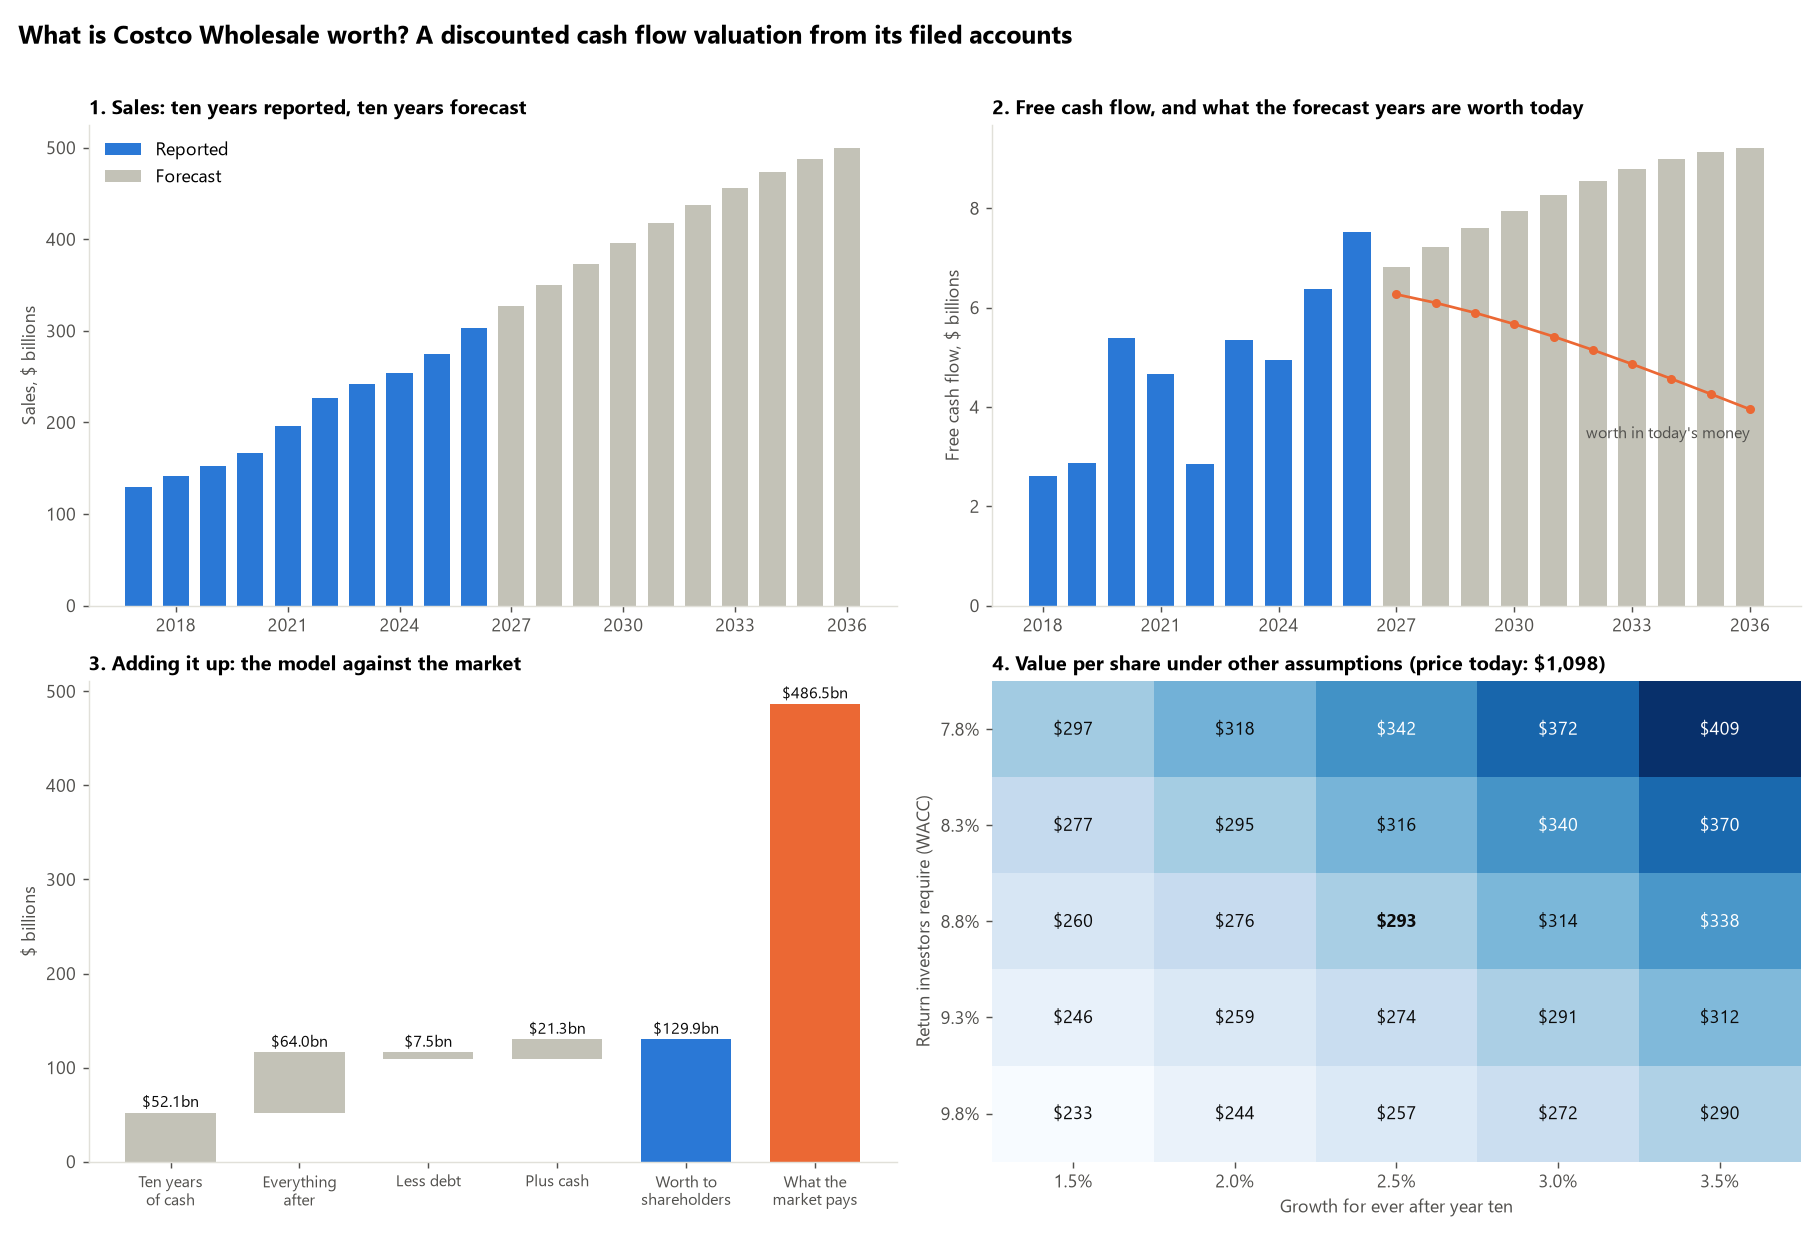 What is Costco Wholesale worth? A discounted cash flow valuation from its filed accounts
1. Sales: ten years reported, ten years forecast
Sales, $ billions
500
400
300
200
100
0
Reported
Forecast
2018
2021
2024
2027
2030
2033
2036
2. Free cash flow, and what the forecast years are worth today
Free cash flow, $ billions
8
6
4
2
0
worth in today's money
2018
2021
2024
2027
2030
2033
2036
3. Adding it up: the model against the market
$ billions
500
400
300
200
100
0
$52.1bn
$64.0bn
$7.5bn
$21.3bn
$129.9bn
$486.5bn
Ten years
of cash
Everything
after
Less debt
Plus cash
Worth to
shareholders
What the
market pays
4. Value per share under other assumptions (price today: $1,098)
Return investors require (WACC)
7.8% $297 $318 $342 $372 $409
8.3% $277 $295 $316 $340 $370
8.8% $260 $276 $293 $314 $338
9.3% $246 $259 $274 $291 $312
9.8% $233 $244 $257 $272 $290
1.5% 2.0% 2.5% 3.0% 3.5%
Growth for ever after year ten